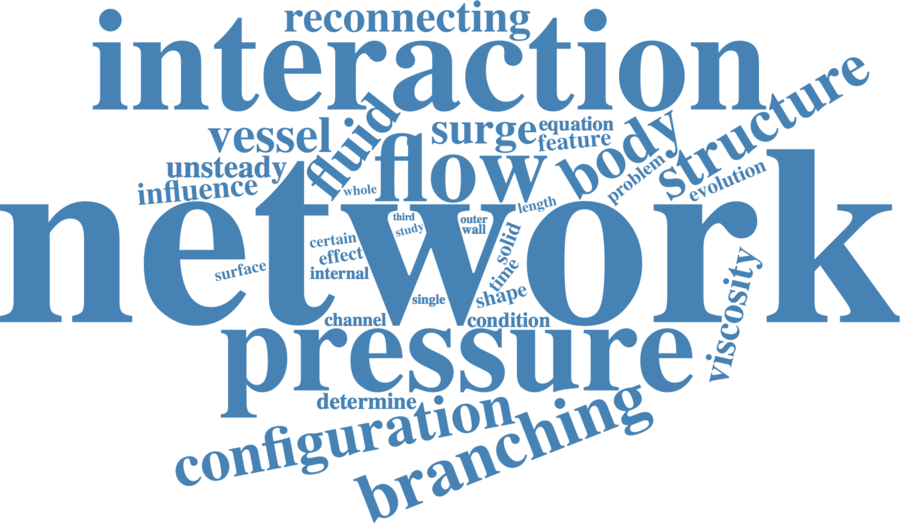 reconnecting
interaction
structure
fluid
vessel
surge
equation
feature
body
flow
unsteady
problem
evolution
influence
whole
network
length
third
study
outer
wall
certain
effect
solid
surface
internal
time
single
shape
viscosity
channel
condition
pressure
determine
configuration
branching